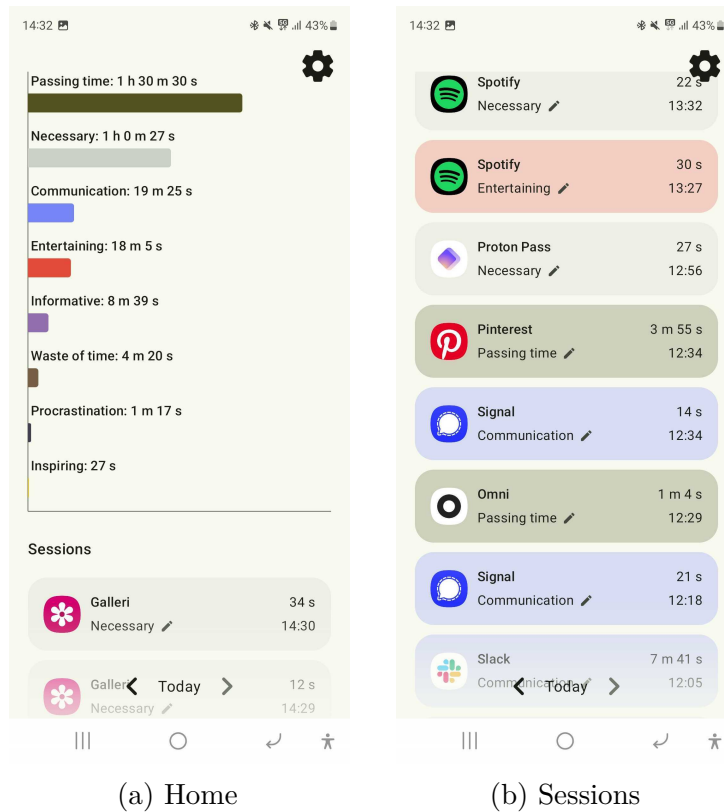 14:32
5G
43%
Passing time: 1 h 30 m 30 s
Necessary: 1 h 0 m 27 s
Communication: 19 m 25 s
Entertaining: 18 m 5 s
Informative: 8 m 39 s
Waste of time: 4 m 20 s
Procrastination: 1 m 17 s
Inspiring: 27 s
Sessions
Galleri 34 s
Necessary 14:30
Galleri 12 s
Today
Necessary 14:29
(a) Home
14:32
5G
43%
Spotify 22 s
Necessary 13:32
Spotify 30 s
Entertaining 13:27
Proton Pass 27 s
Necessary 12:56
Pinterest 3 m 55 s
Passing time 12:34
Signal 14 s
Communication 12:34
Omni 1 m 4 s
Passing time 12:29
Signal 21 s
Communication 12:18
Slack 7 m 41 s
Communication 12:05
Today
(b) Sessions